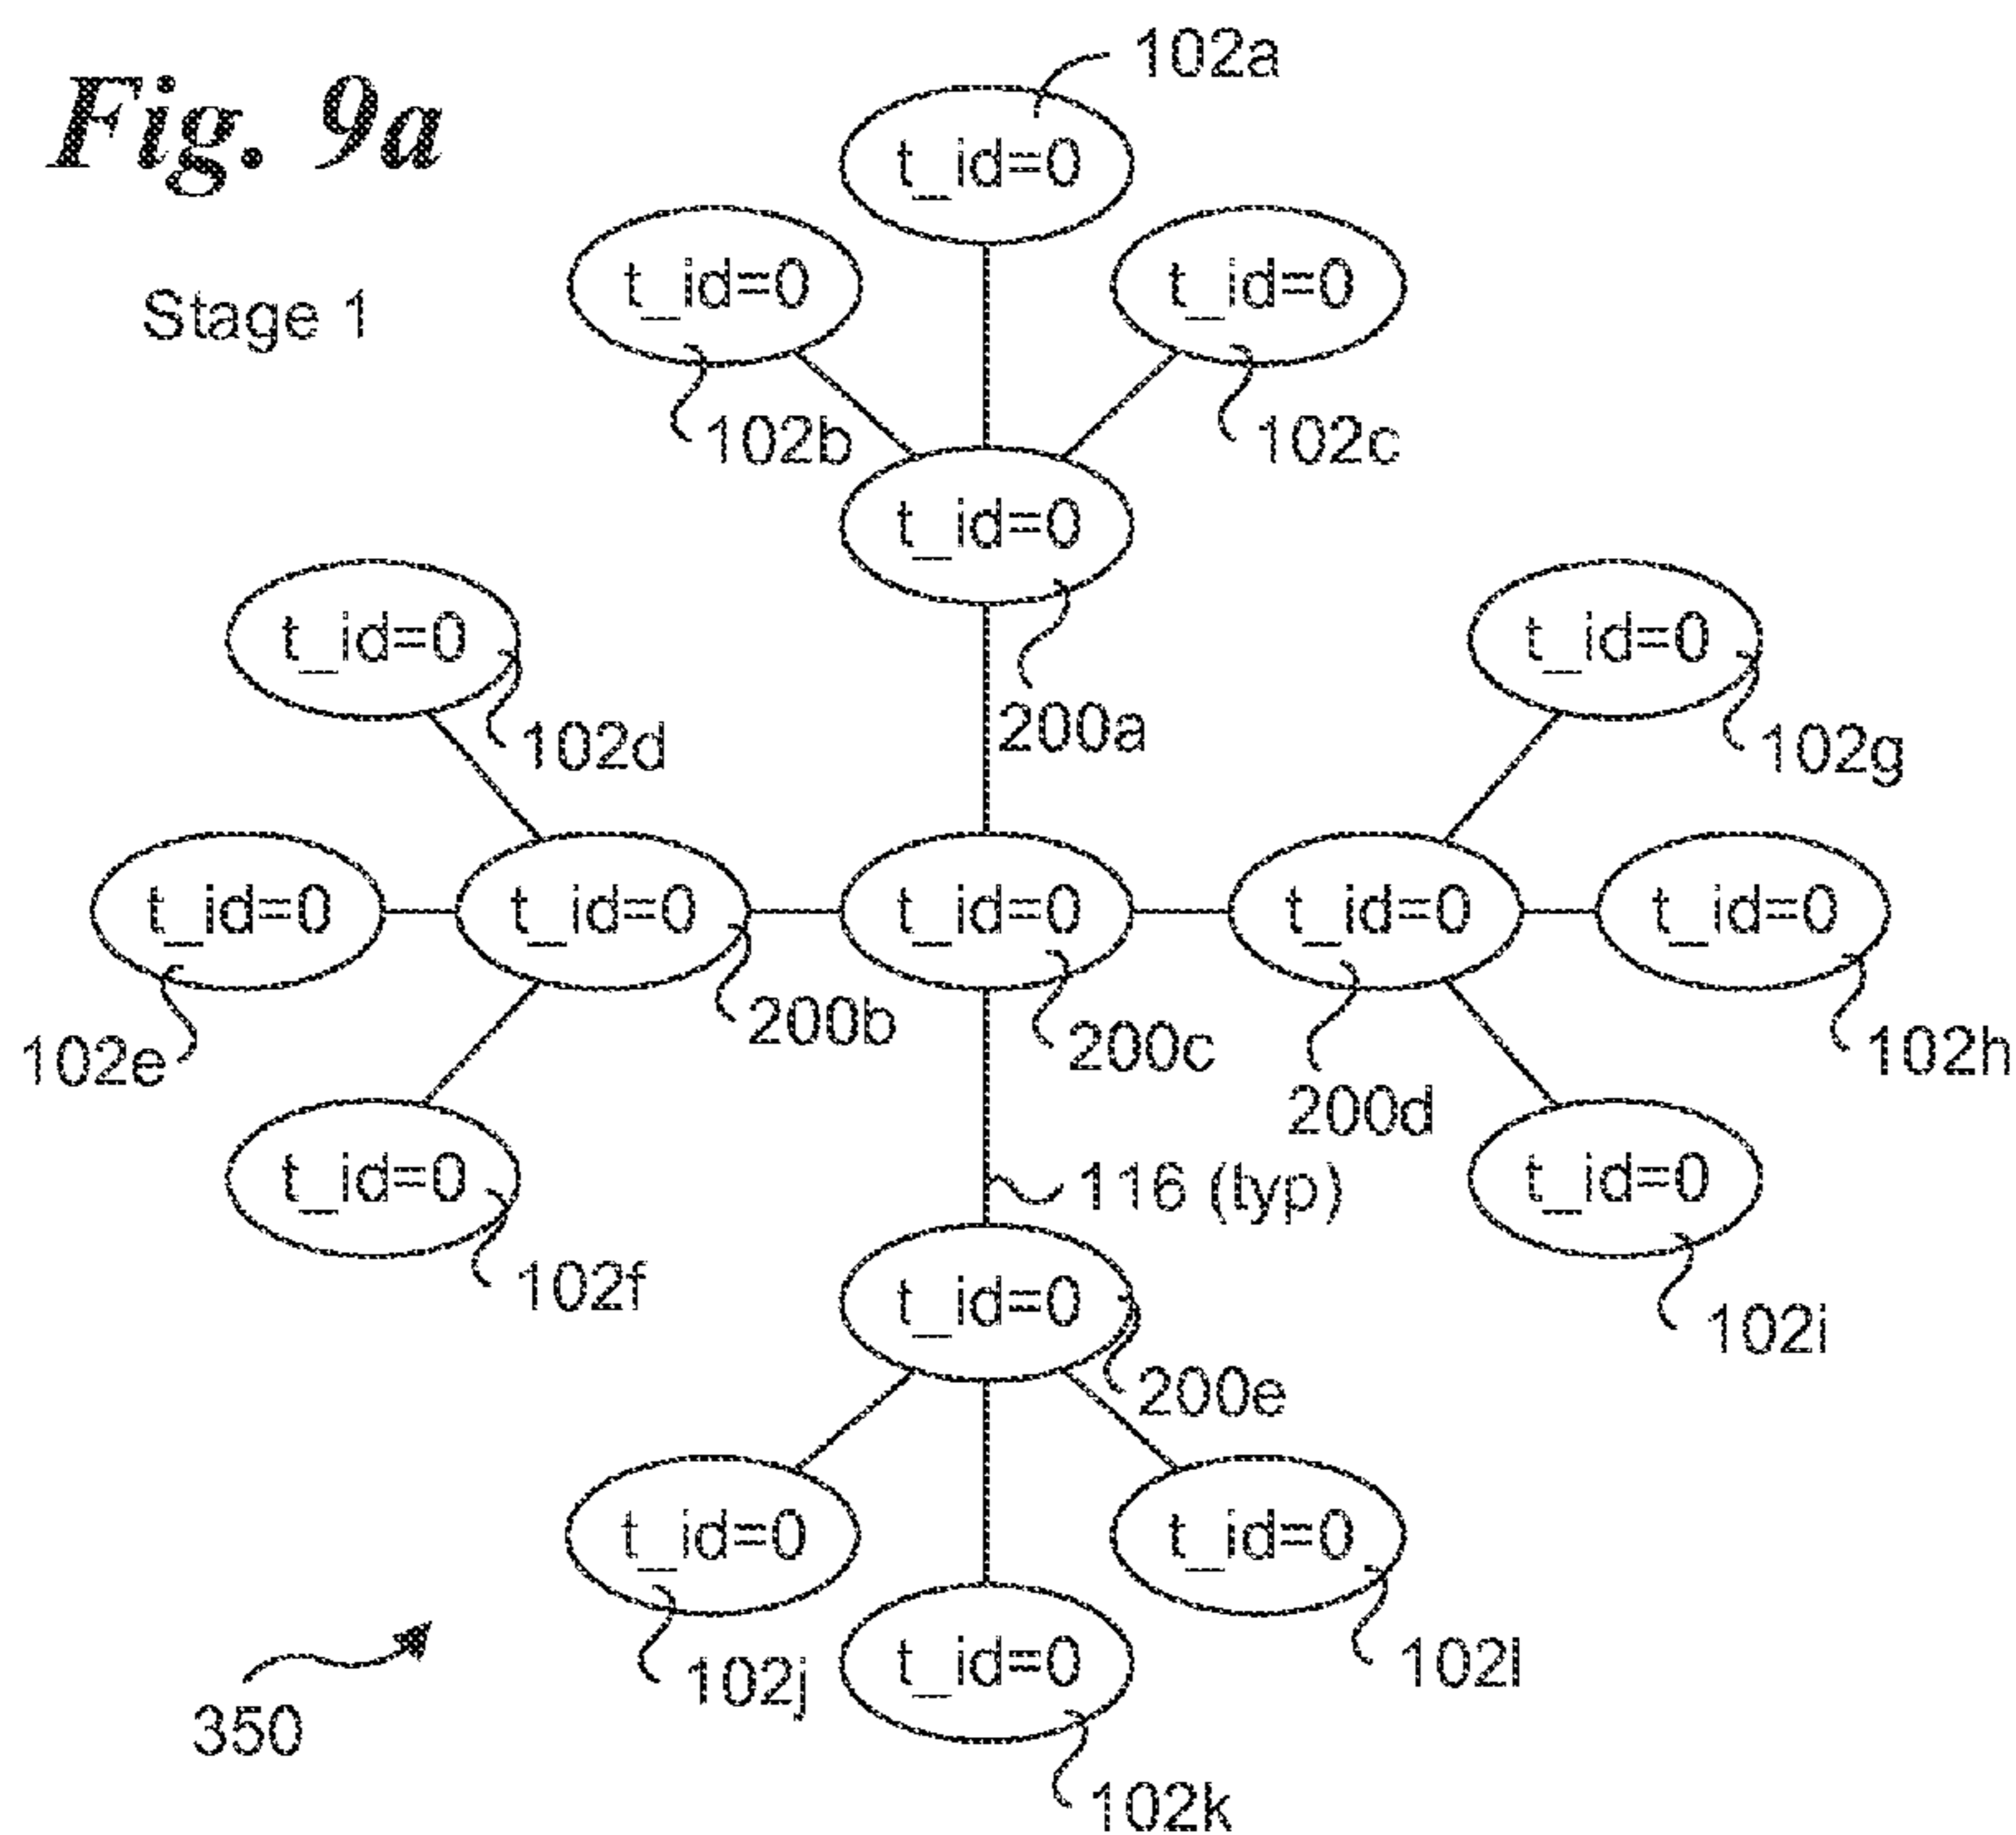 Fig. 9a
Stage 1
102a
t_id=0
t_id=0
t_id=0
102b
102c
t_id=0
200a
t_id=0
102d
t_id=0
102g
t_id=0
t_id=0
t_id=0
t_id=0
t_id=0
102e
200b
200c
200d
102h
t_id=0
102f
116 (typ)
t_id=0
102i
t_id=0
200e
t_id=0
t_id=0
102j
t_id=0
102l
102k
350